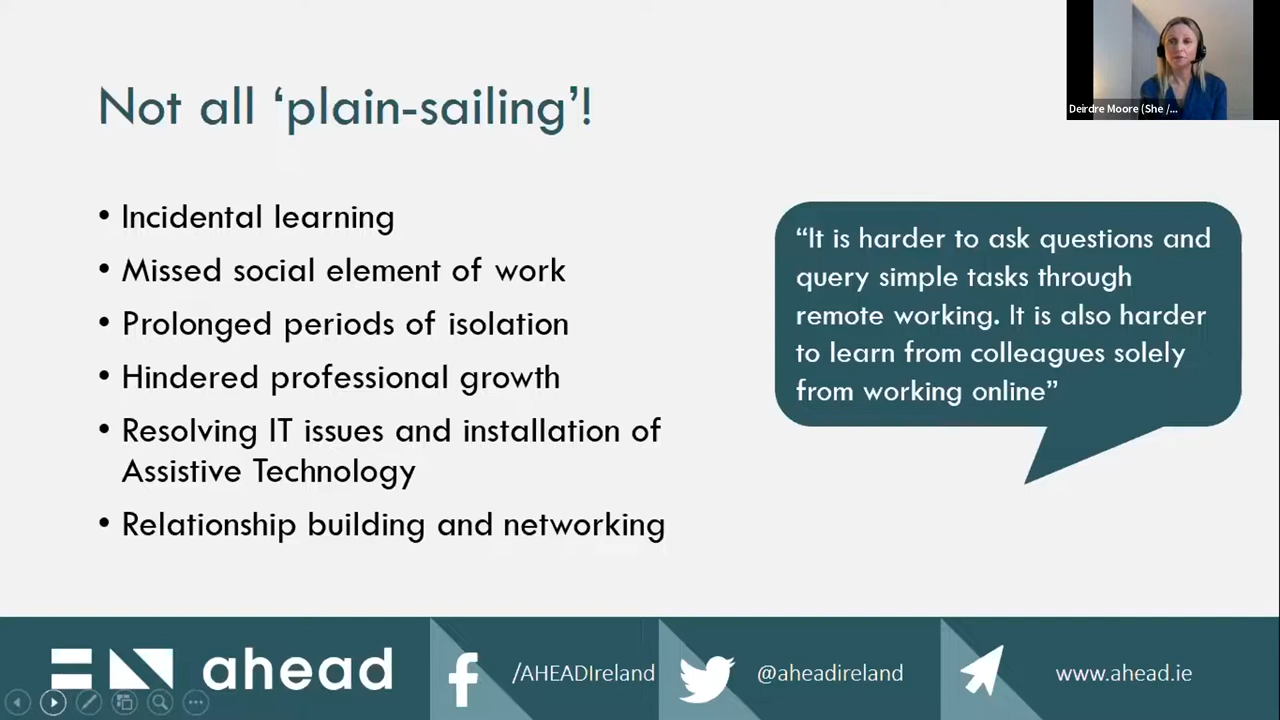 Deirdre Moore (She /...
Not all ‘plain-sailing’!
• Incidental learning
• Missed social element of work
• Prolonged periods of isolation
• Hindered professional growth
• Resolving IT issues and installation of
Assistive Technology
• Relationship building and networking
“It is harder to ask questions and
query simple tasks through
remote working. It is also harder
to learn from colleagues solely
from working online”
ahead
/AHEADIreland
@aheadireland
www.ahead.ie